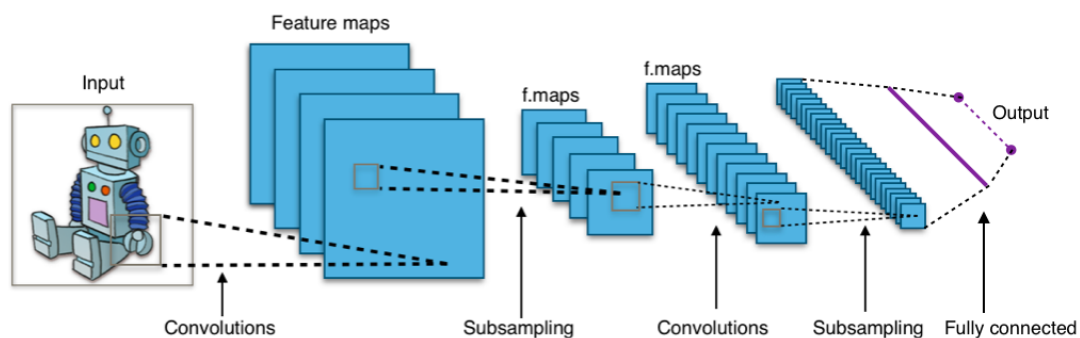 Feature maps
Input
f.maps
f.maps
Output
Convolutions
Subsampling
Convolutions
Subsampling
Fully connected